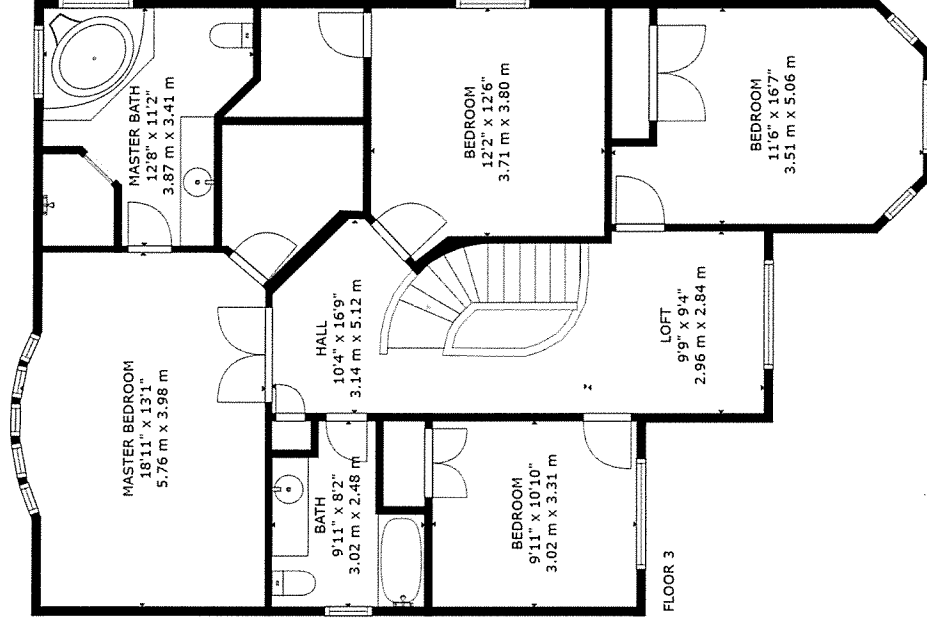 MASTER BATH
12'8" x 11'2"
3.87 m x 3.41 m
BEDROOM
12'2" x 12'6"
3.71 m x 3.80 m
BEDROOM
11'6" x 16'7"
3.51 m x 5.06 m
MASTER BEDROOM
18'11" x 13'1"
5.76 m x 3.98 m
HALL
10'4" x 16'9"
3.14 m x 5.12 m
LOFT
9'9" x 9'4"
2.96 m x 2.84 m
BATH
9'11" x 8'2"
3.02 m x 2.48 m
BEDROOM
9'11" x 10'10"
3.02 m x 3.31 m
FLOOR 3